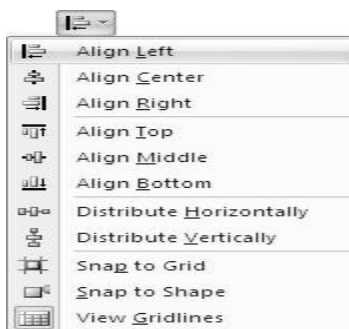 Align Left
Align Center
Align Right
Align Top
Align Middle
Align Bottom
Distribute Horizontally
Distribute Vertically
Snap to Grid
Snap to Shape
View Gridlines